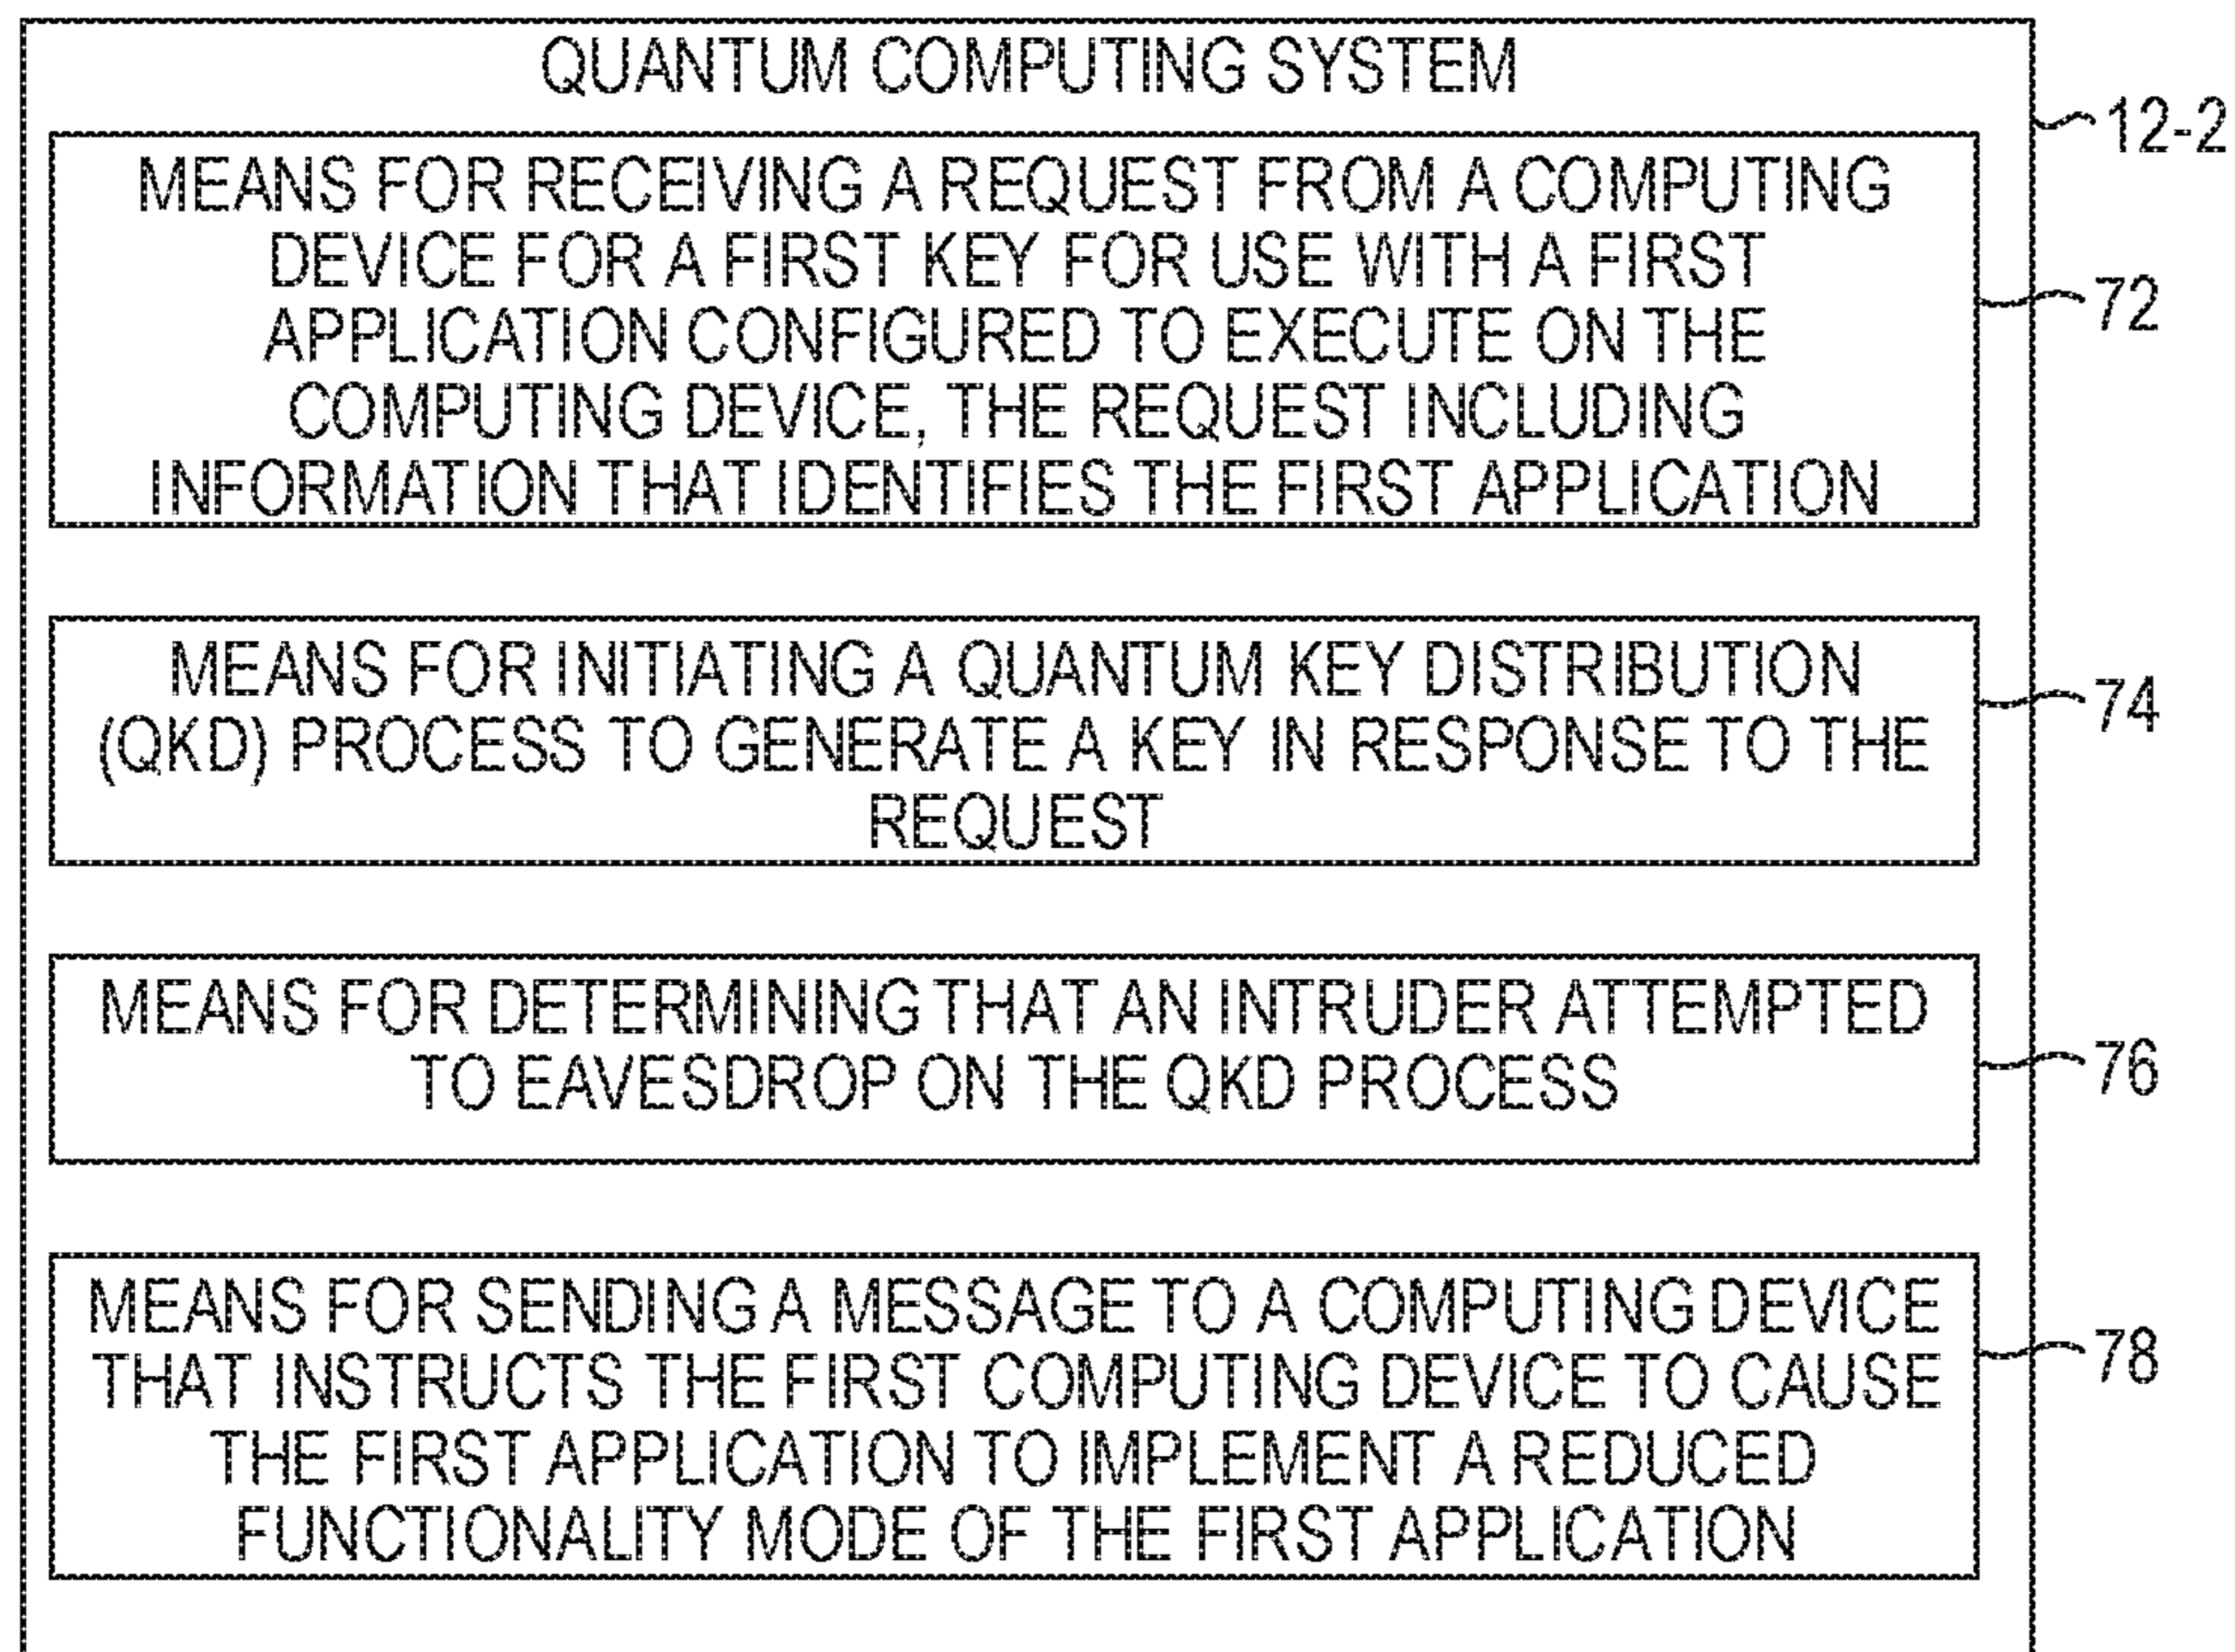 QUANTUM COMPUTING SYSTEM
12-2
MEANS FOR RECEIVING A REQUEST FROM A COMPUTING
DEVICE FOR A FIRST KEY FOR USE WITH A FIRST
APPLICATION CONFIGURED TO EXECUTE ON THE
COMPUTING DEVICE, THE REQUEST INCLUDING
INFORMATION THAT IDENTIFIES THE FIRST APPLICATION
72
MEANS FOR INITIATING A QUANTUM KEY DISTRIBUTION
(QKD) PROCESS TO GENERATE A KEY IN RESPONSE TO THE
REQUEST
74
MEANS FOR DETERMINING THAT AN INTRUDER ATTEMPTED
TO EAVESDROP ON THE QKD PROCESS
76
MEANS FOR SENDING A MESSAGE TO A COMPUTING DEVICE
THAT INSTRUCTS THE FIRST COMPUTING DEVICE TO CAUSE
THE FIRST APPLICATION TO IMPLEMENT A REDUCED
FUNCTIONALITY MODE OF THE FIRST APPLICATION
78